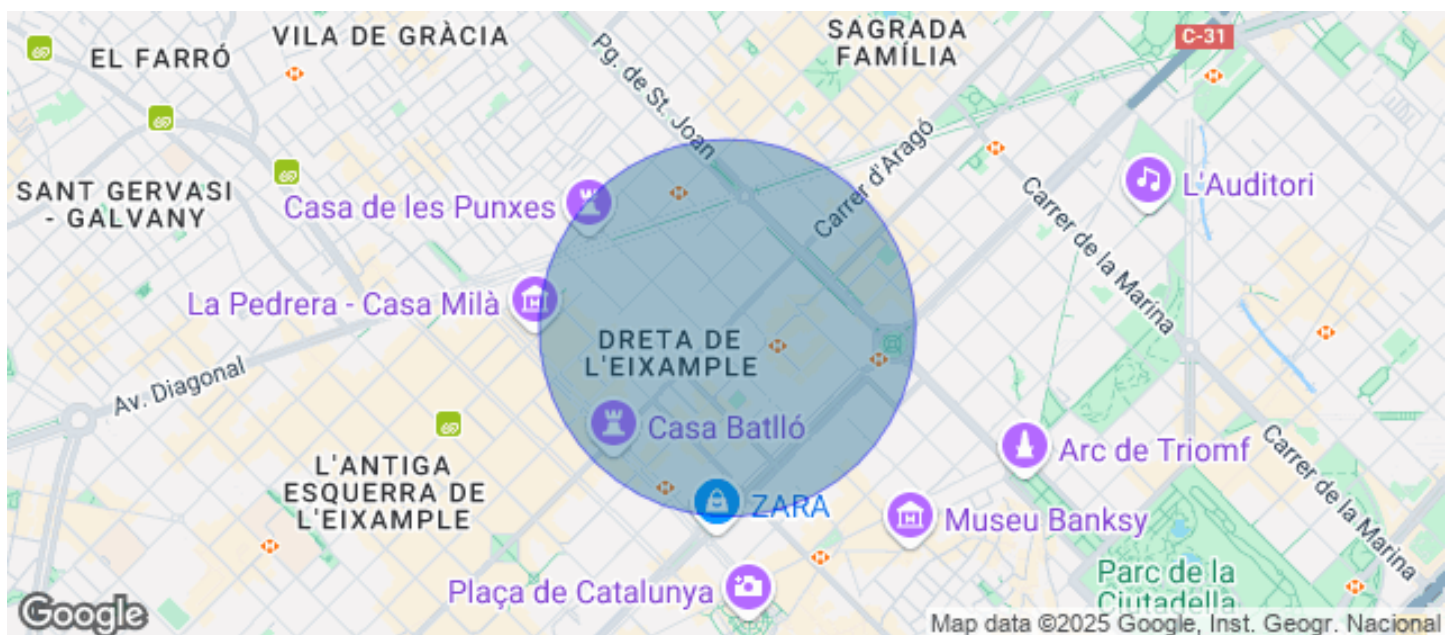 VILA DE GRÀCIA
EL FARRÓ
Pg. de St. Joan
SAGRADA
FAMÍLIA
C-31
SANT GERVASI
- GALVANY
Casa de les Punxes
Carrer d'Aragó
L'Auditori
Carrer de la Marina
La Pedrera - Casa Milà
DRETA DE
L'EIXAMPLE
Av. Diagonal
Casa Batlló
Arc de Triomf
Carrer de la Marina
L'ANTIGA
ESQUERRA DE
L'EIXAMPLE
ZARA
Museu Banksy
Plaça de Catalunya
Parc de la
Ciutadella
Google
Map data ©2025 Google, Inst. Geogr. Nacional